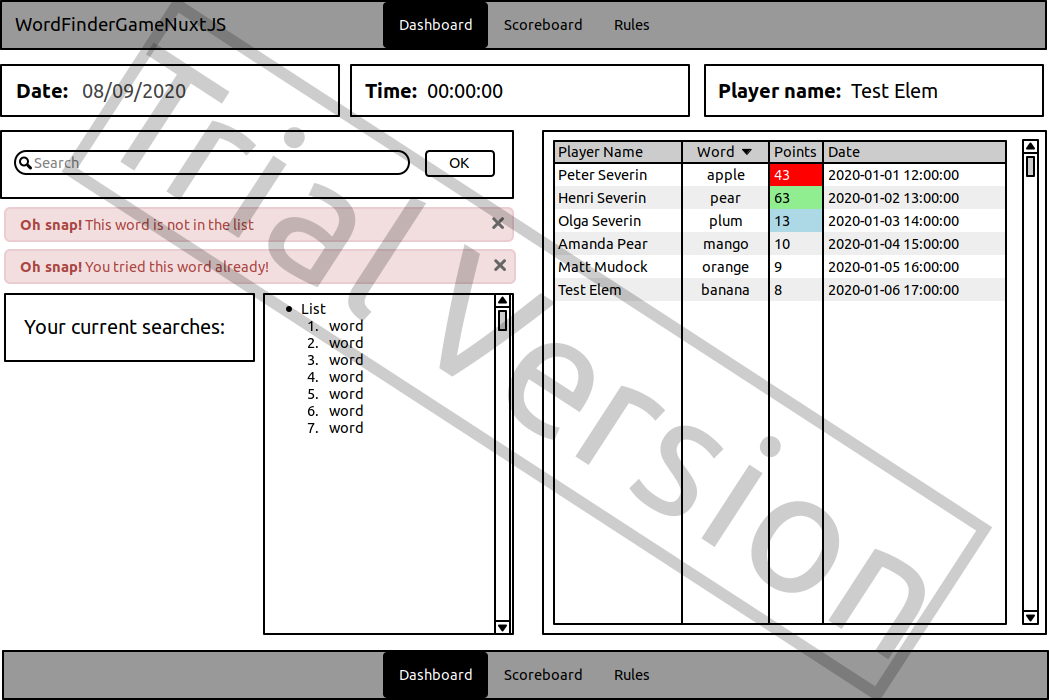 WordFinderGameNuxtJS Dashboard Scoreboard Rules
Date: 08/09/2020 Time: 00:00:00 Player name: Test Elem
Search OK
Oh snap! This word is not in the list
Oh snap! You tried this word already!
Your current searches:
• List
1. word
2. word
3. word
4. word
5. word
6. word
7. word
Player Name Word Points Date
Peter Severin apple 43 2020-01-01 12:00:00
Henri Severin pear 63 2020-01-02 13:00:00
Olga Severin plum 13 2020-01-03 14:00:00
Amanda Pear mango 10 2020-01-04 15:00:00
Matt Mudock orange 9 2020-01-05 16:00:00
Test Elem banana 8 2020-01-06 17:00:00
Trial Version
Dashboard Scoreboard Rules